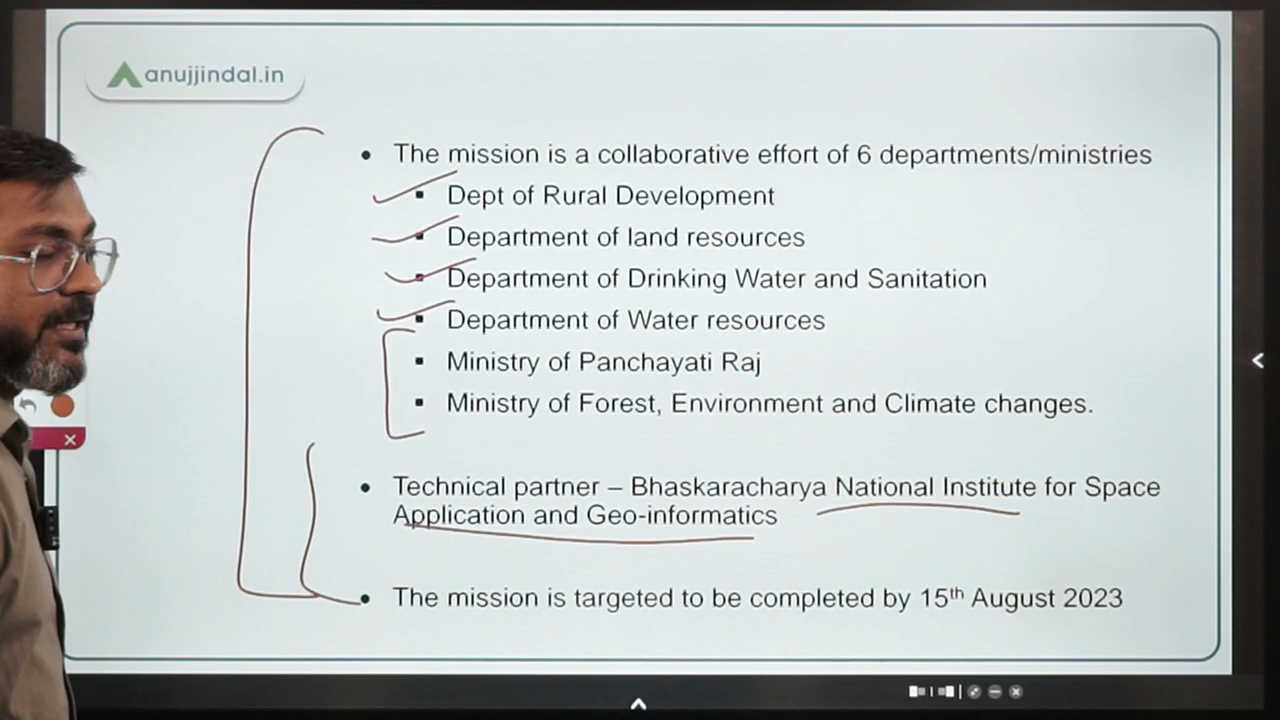 anujjindal.in
• The mission is a collaborative effort of 6 departments/ministries
▪ Dept of Rural Development
▪ Department of land resources
▪ Department of Drinking Water and Sanitation
▪ Department of Water resources
▪ Ministry of Panchayati Raj
▪ Ministry of Forest, Environment and Climate changes.
• Technical partner – Bhaskaracharya National Institute for Space
Application and Geo-informatics
• The mission is targeted to be completed by 15th August 2023